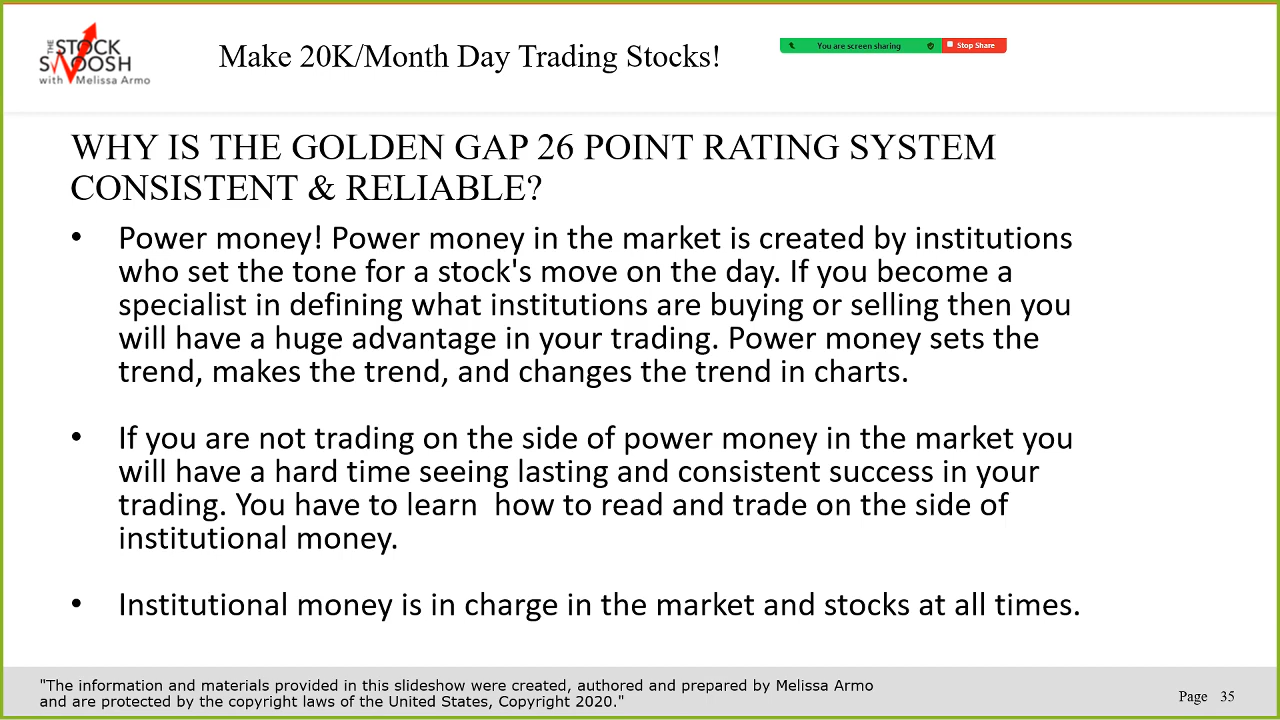 THE
STOCK
SWOOSH
with Melissa Armo
Make 20K/Month Day Trading Stocks!
You are screen sharing
Stop Share
WHY IS THE GOLDEN GAP 26 POINT RATING SYSTEM
CONSISTENT & RELIABLE?
• Power money! Power money in the market is created by institutions
who set the tone for a stock's move on the day. If you become a
specialist in defining what institutions are buying or selling then you
will have a huge advantage in your trading. Power money sets the
trend, makes the trend, and changes the trend in charts.
• If you are not trading on the side of power money in the market you
will have a hard time seeing lasting and consistent success in your
trading. You have to learn  how to read and trade on the side of
institutional money.
• Institutional money is in charge in the market and stocks at all times.
"The information and materials provided in this slideshow were created, authored and prepared by Melissa Armo
and are protected by the copyright laws of the United States, Copyright 2020."
Page 35